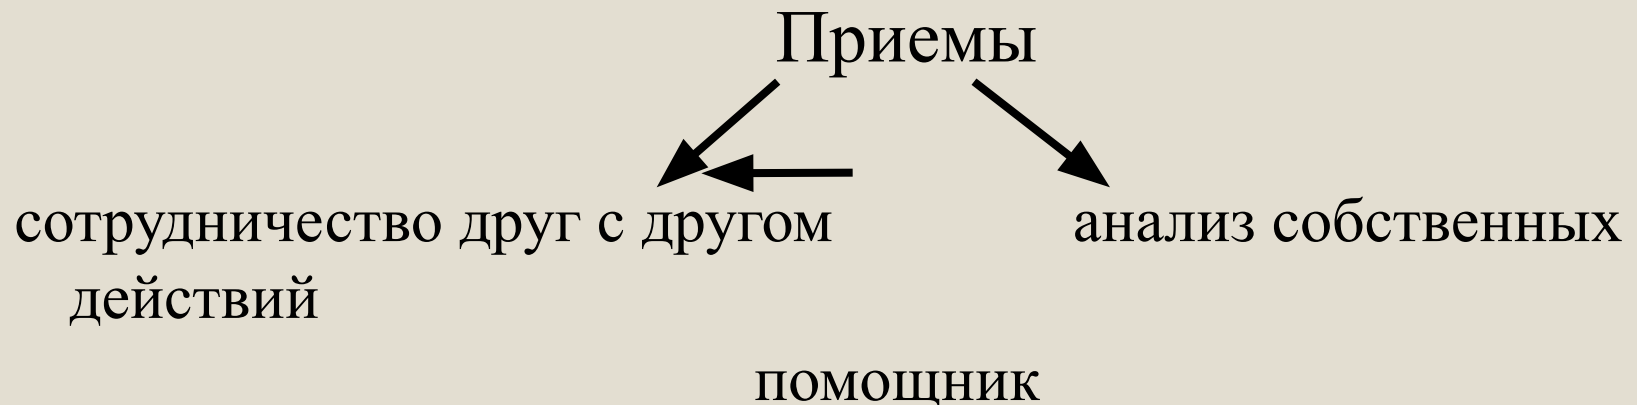 Приемы
сотрудничество друг с другом анализ собственных
действий
помощник